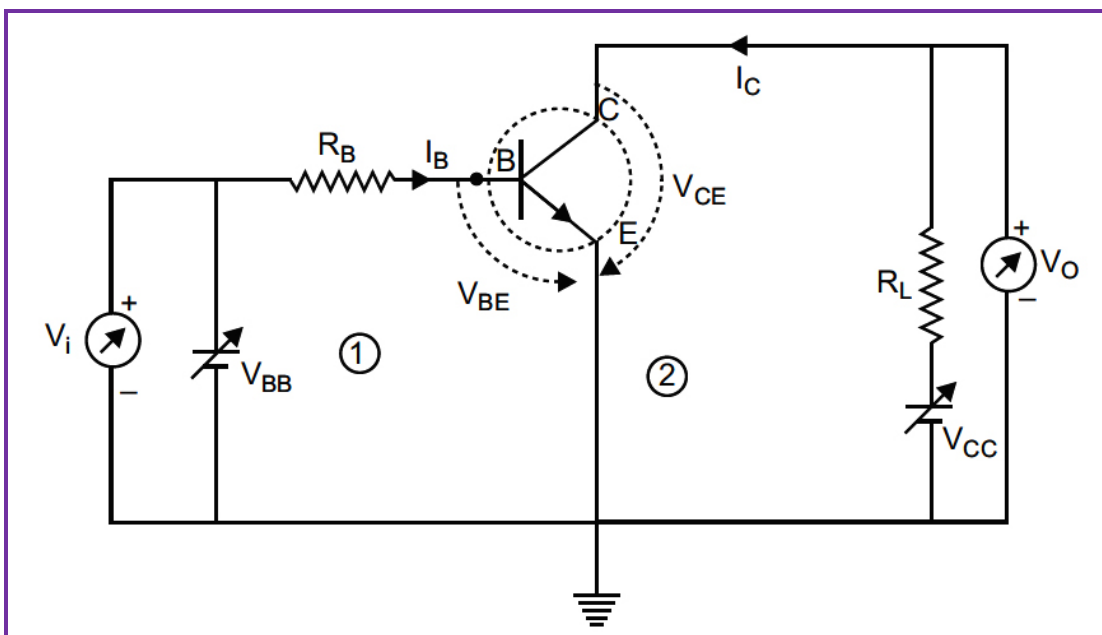 I_C
C
R_B
I_B
B
V_CE
E
+
V_O
R_L
–
V_BE
+
V_i
1
V_BB
2
–
V_CC